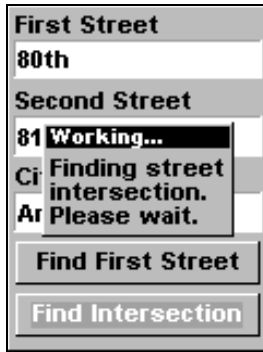 First Street
80th
Second Street
81
Working...
Finding street
intersection.
Please wait.
Ci
Ar
Find First Street
Find Intersection